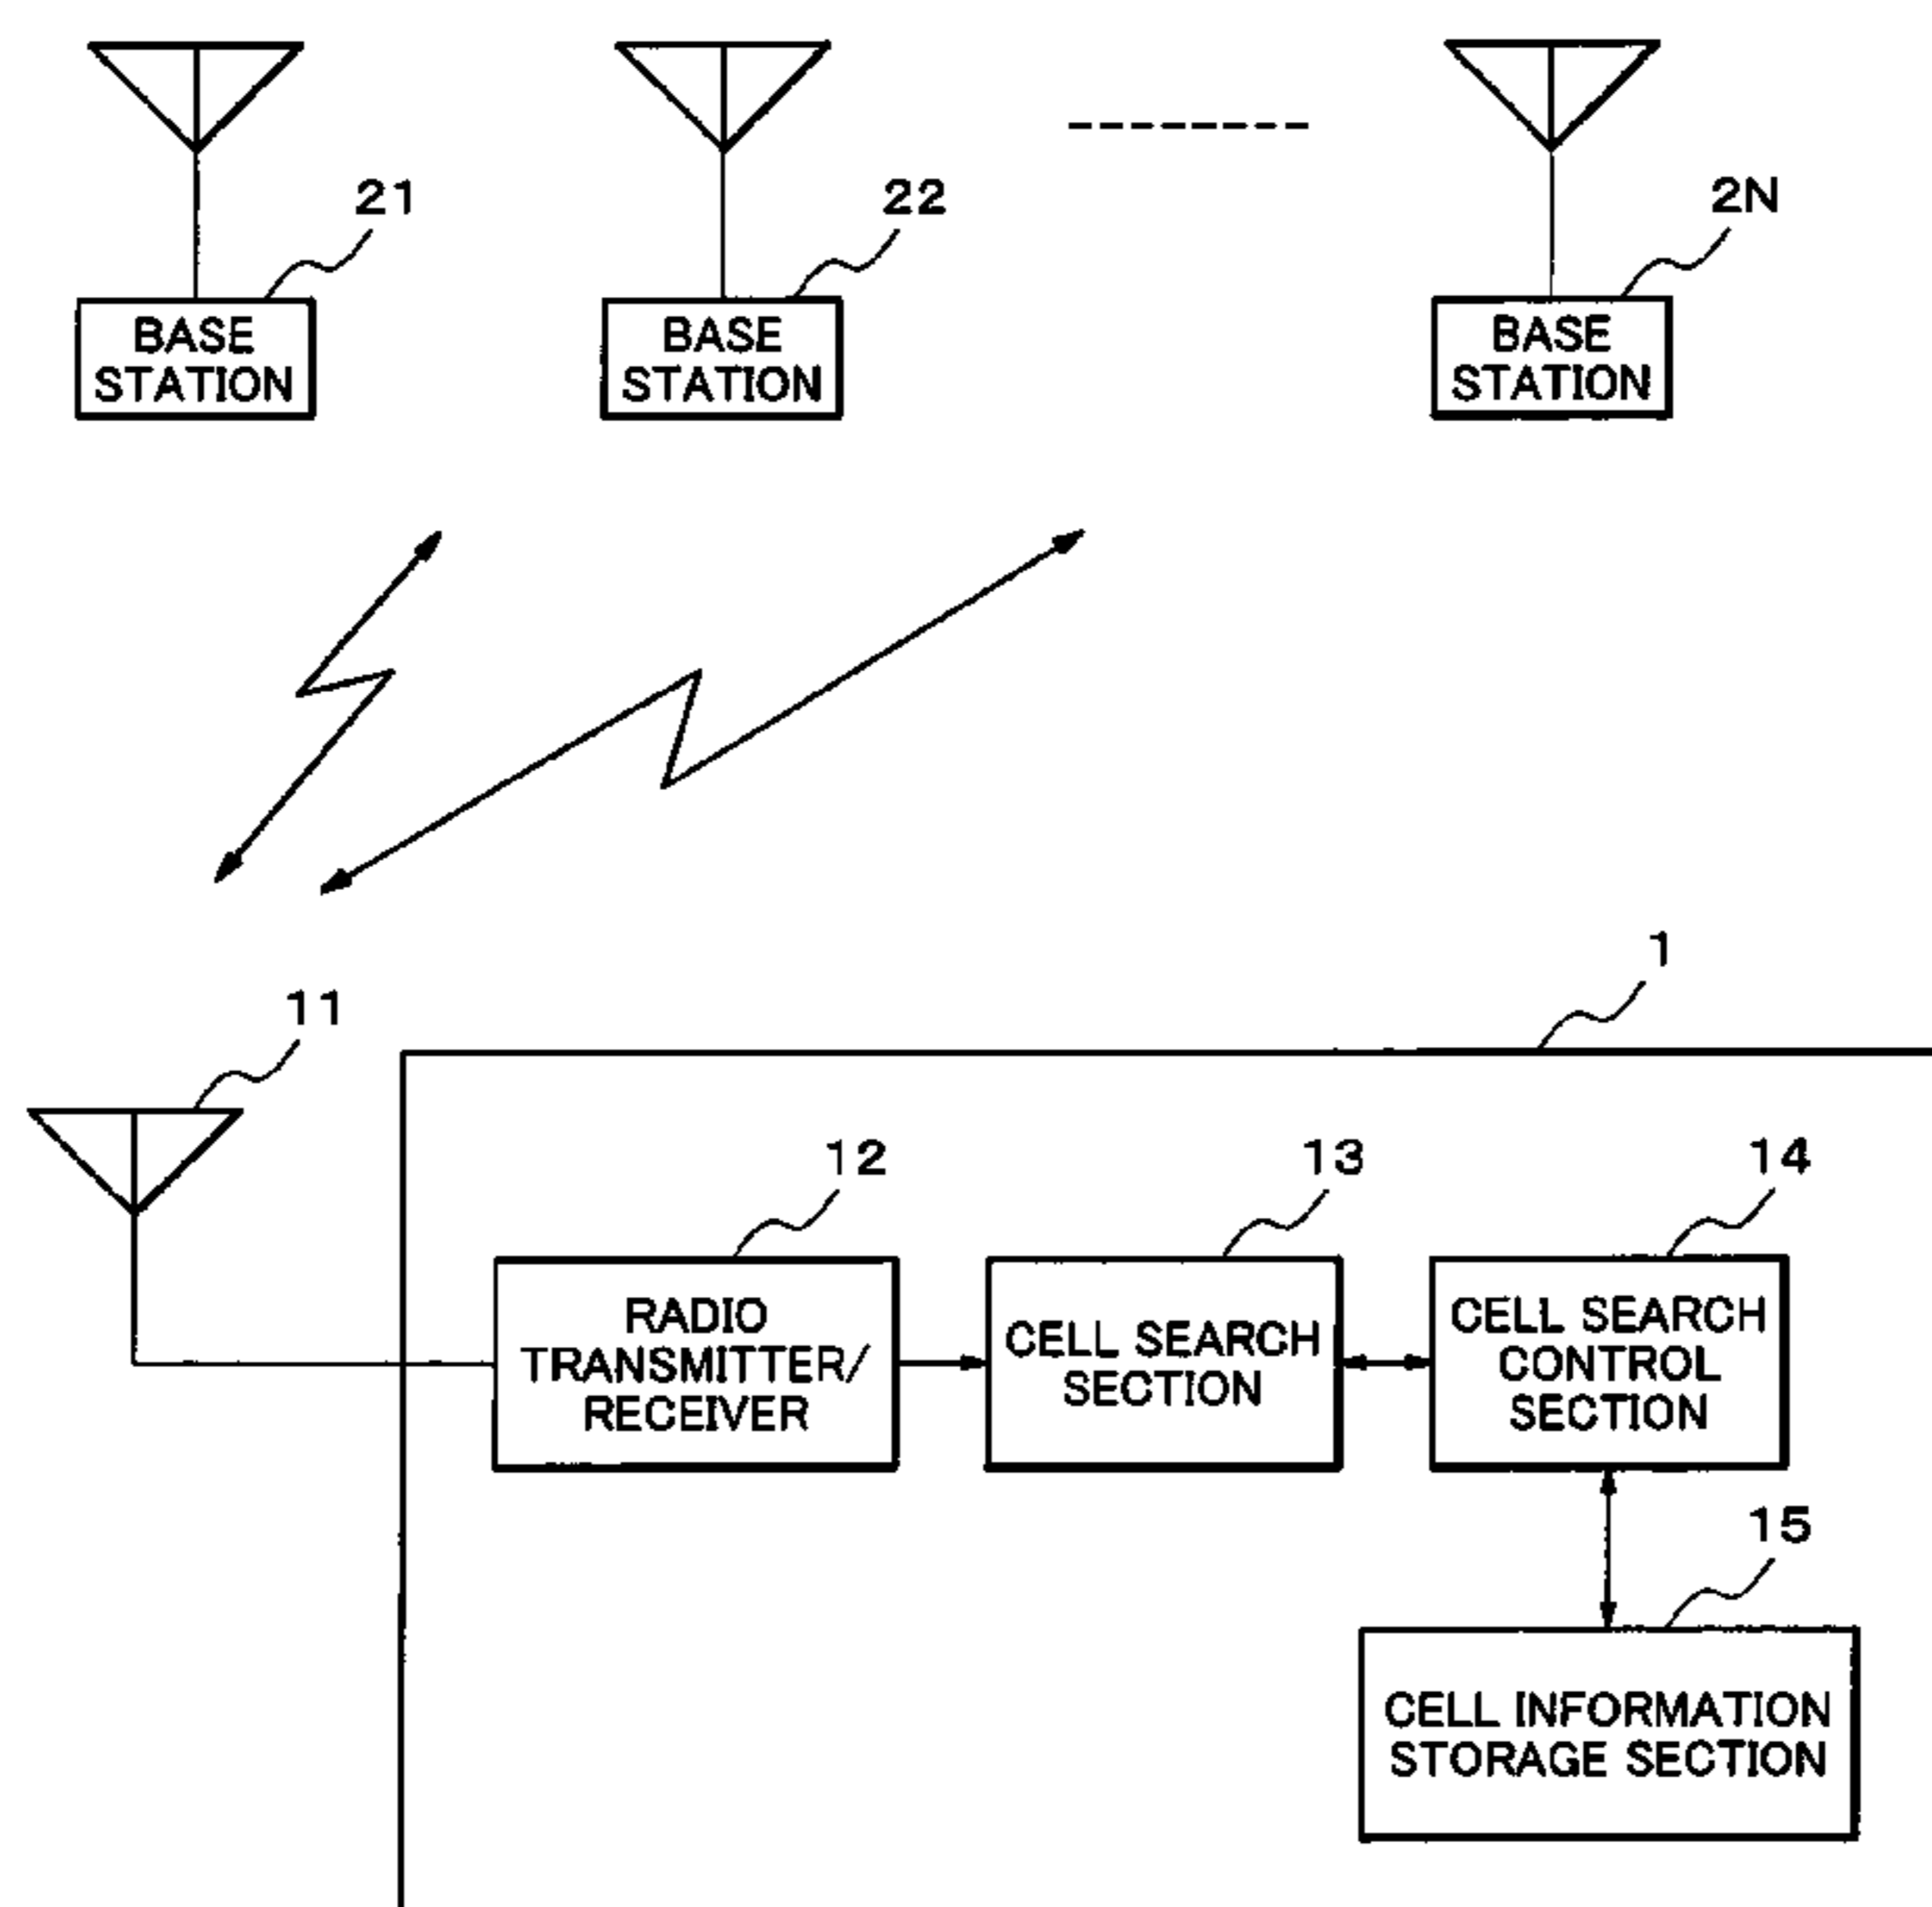 21
22
2N
BASE
STATION
BASE
STATION
BASE
STATION
1
11
12
13
14
RADIO
TRANSMITTER/
RECEIVER
CELL SEARCH
SECTION
CELL SEARCH
CONTROL
SECTION
15
CELL INFORMATION
STORAGE SECTION